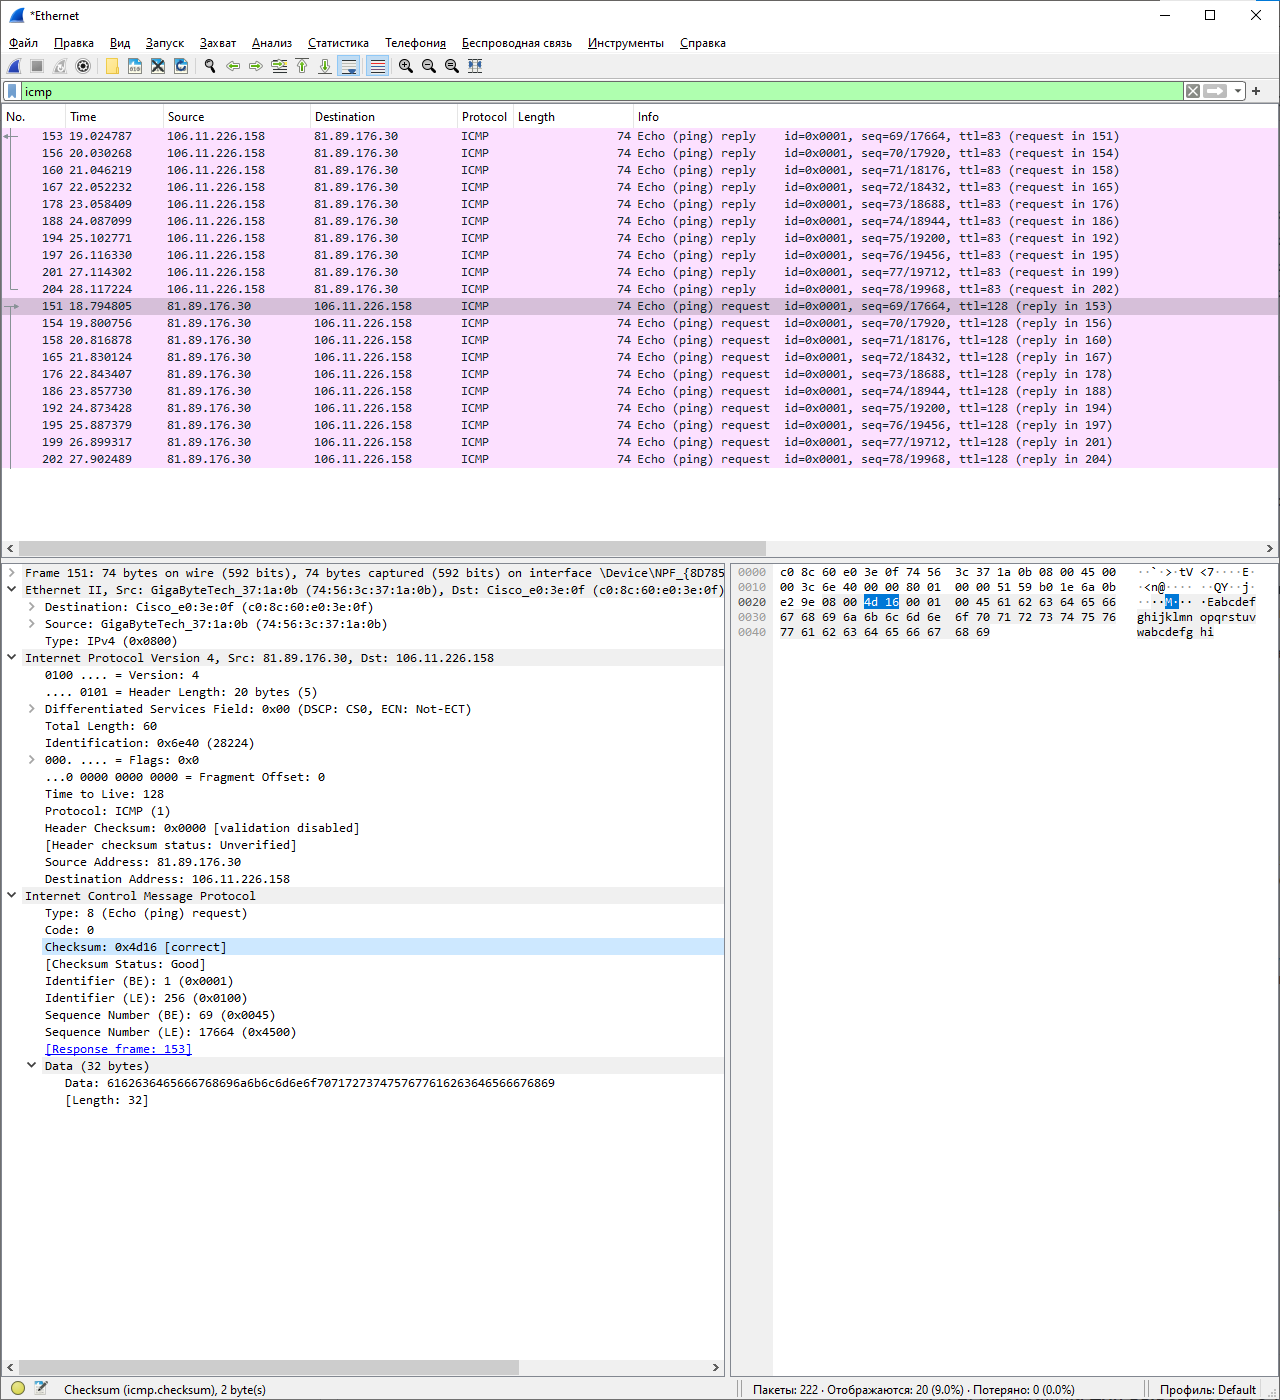 *Ethernet
Файл Правка Вид Запуск Захват Анализ Статистика Телефония Беспроводная связь Инструменты Справка
icmp
No. Time Source Destination Protocol Length Info
153 19.024787 106.11.226.158 81.89.176.30 ICMP 74 Echo (ping) reply id=0x0001, seq=69/17664, ttl=83 (request in 151)
156 20.030268 106.11.226.158 81.89.176.30 ICMP 74 Echo (ping) reply id=0x0001, seq=70/17920, ttl=83 (request in 154)
160 21.046219 106.11.226.158 81.89.176.30 ICMP 74 Echo (ping) reply id=0x0001, seq=71/18176, ttl=83 (request in 158)
167 22.052232 106.11.226.158 81.89.176.30 ICMP 74 Echo (ping) reply id=0x0001, seq=72/18432, ttl=83 (request in 165)
178 23.058409 106.11.226.158 81.89.176.30 ICMP 74 Echo (ping) reply id=0x0001, seq=73/18688, ttl=83 (request in 176)
188 24.087099 106.11.226.158 81.89.176.30 ICMP 74 Echo (ping) reply id=0x0001, seq=74/18944, ttl=83 (request in 186)
194 25.102771 106.11.226.158 81.89.176.30 ICMP 74 Echo (ping) reply id=0x0001, seq=75/19200, ttl=83 (request in 192)
197 26.116330 106.11.226.158 81.89.176.30 ICMP 74 Echo (ping) reply id=0x0001, seq=76/19456, ttl=83 (request in 195)
201 27.114302 106.11.226.158 81.89.176.30 ICMP 74 Echo (ping) reply id=0x0001, seq=77/19712, ttl=83 (request in 199)
204 28.117224 106.11.226.158 81.89.176.30 ICMP 74 Echo (ping) reply id=0x0001, seq=78/19968, ttl=83 (request in 202)
151 18.794805 81.89.176.30 106.11.226.158 ICMP 74 Echo (ping) request id=0x0001, seq=69/17664, ttl=128 (reply in 153)
154 19.800756 81.89.176.30 106.11.226.158 ICMP 74 Echo (ping) request id=0x0001, seq=70/17920, ttl=128 (reply in 156)
158 20.816878 81.89.176.30 106.11.226.158 ICMP 74 Echo (ping) request id=0x0001, seq=71/18176, ttl=128 (reply in 160)
165 21.830124 81.89.176.30 106.11.226.158 ICMP 74 Echo (ping) request id=0x0001, seq=72/18432, ttl=128 (reply in 167)
176 22.843407 81.89.176.30 106.11.226.158 ICMP 74 Echo (ping) request id=0x0001, seq=73/18688, ttl=128 (reply in 178)
186 23.857730 81.89.176.30 106.11.226.158 ICMP 74 Echo (ping) request id=0x0001, seq=74/18944, ttl=128 (reply in 188)
192 24.873428 81.89.176.30 106.11.226.158 ICMP 74 Echo (ping) request id=0x0001, seq=75/19200, ttl=128 (reply in 194)
195 25.887379 81.89.176.30 106.11.226.158 ICMP 74 Echo (ping) request id=0x0001, seq=76/19456, ttl=128 (reply in 197)
199 26.899317 81.89.176.30 106.11.226.158 ICMP 74 Echo (ping) request id=0x0001, seq=77/19712, ttl=128 (reply in 201)
202 27.902489 81.89.176.30 106.11.226.158 ICMP 74 Echo (ping) request id=0x0001, seq=78/19968, ttl=128 (reply in 204)
Frame 151: 74 bytes on wire (592 bits), 74 bytes captured (592 bits) on interface \Device\NPF_{8D785
Ethernet II, Src: GigaByteTech_37:1a:0b (74:56:3c:37:1a:0b), Dst: Cisco_e0:3e:0f (c0:8c:60:e0:3e:0f)
Destination: Cisco_e0:3e:0f (c0:8c:60:e0:3e:0f)
Source: GigaByteTech_37:1a:0b (74:56:3c:37:1a:0b)
Type: IPv4 (0x0800)
Internet Protocol Version 4, Src: 81.89.176.30, Dst: 106.11.226.158
0100 .... = Version: 4
.... 0101 = Header Length: 20 bytes (5)
Differentiated Services Field: 0x00 (DSCP: CS0, ECN: Not-ECT)
Total Length: 60
Identification: 0x6e40 (28224)
000. .... = Flags: 0x0
...0 0000 0000 0000 = Fragment Offset: 0
Time to Live: 128
Protocol: ICMP (1)
Header Checksum: 0x0000 [validation disabled]
[Header checksum status: Unverified]
Source Address: 81.89.176.30
Destination Address: 106.11.226.158
Internet Control Message Protocol
Type: 8 (Echo (ping) request)
Code: 0
Checksum: 0x4d16 [correct]
[Checksum Status: Good]
Identifier (BE): 1 (0x0001)
Identifier (LE): 256 (0x0100)
Sequence Number (BE): 69 (0x0045)
Sequence Number (LE): 17664 (0x4500)
[Response frame: 153]
Data (32 bytes)
Data: 6162636465666768696a6b6c6d6e6f7071727374757677616263646566676869
[Length: 32]
0000 c0 8c 60 e0 3e 0f 74 56 3c 37 1a 0b 08 00 45 00 ··`·>·tV <7····E·
0010 00 3c 6e 40 00 00 80 01 00 00 51 59 b0 1e 6a 0b ·<n@···· ··QY··j·
0020 e2 9e 08 00 4d 16 00 01 00 45 61 62 63 64 65 66 ····M··· ·Eabcdef
0030 67 68 69 6a 6b 6c 6d 6e 6f 70 71 72 73 74 75 76 ghijklmn opqrstuv
0040 77 61 62 63 64 65 66 67 68 69 wabcdefg hi
Checksum (icmp.checksum), 2 byte(s)
Пакеты: 222 · Отображаются: 20 (9.0%) · Потеряно: 0 (0.0%)
Профиль: Default